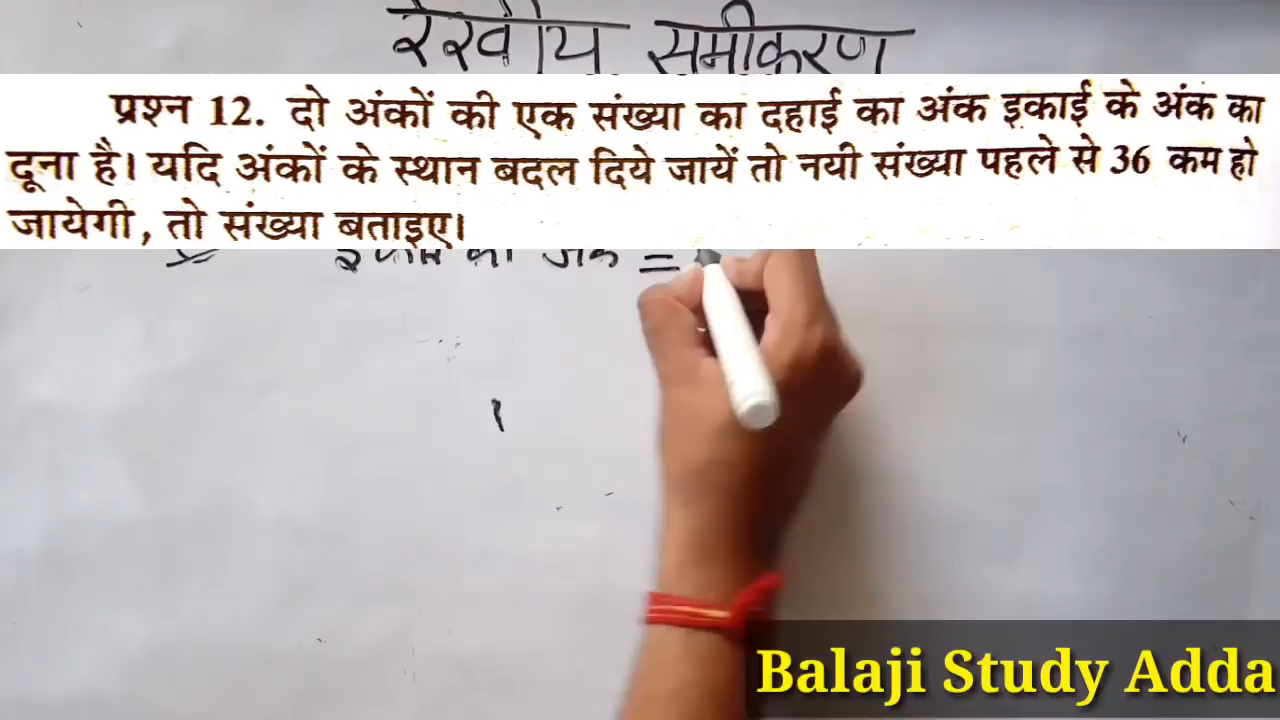 रेखीय समीकरण
प्रश्न 12. दो अंकों की एक संख्या का दहाई का अंक इकाई के अंक का
दूना है। यदि अंकों के स्थान बदल दिये जायें तो नयी संख्या पहले से 36 कम हो
जायेगी, तो संख्या बताइए।
का अंक =
Balaji Study Adda